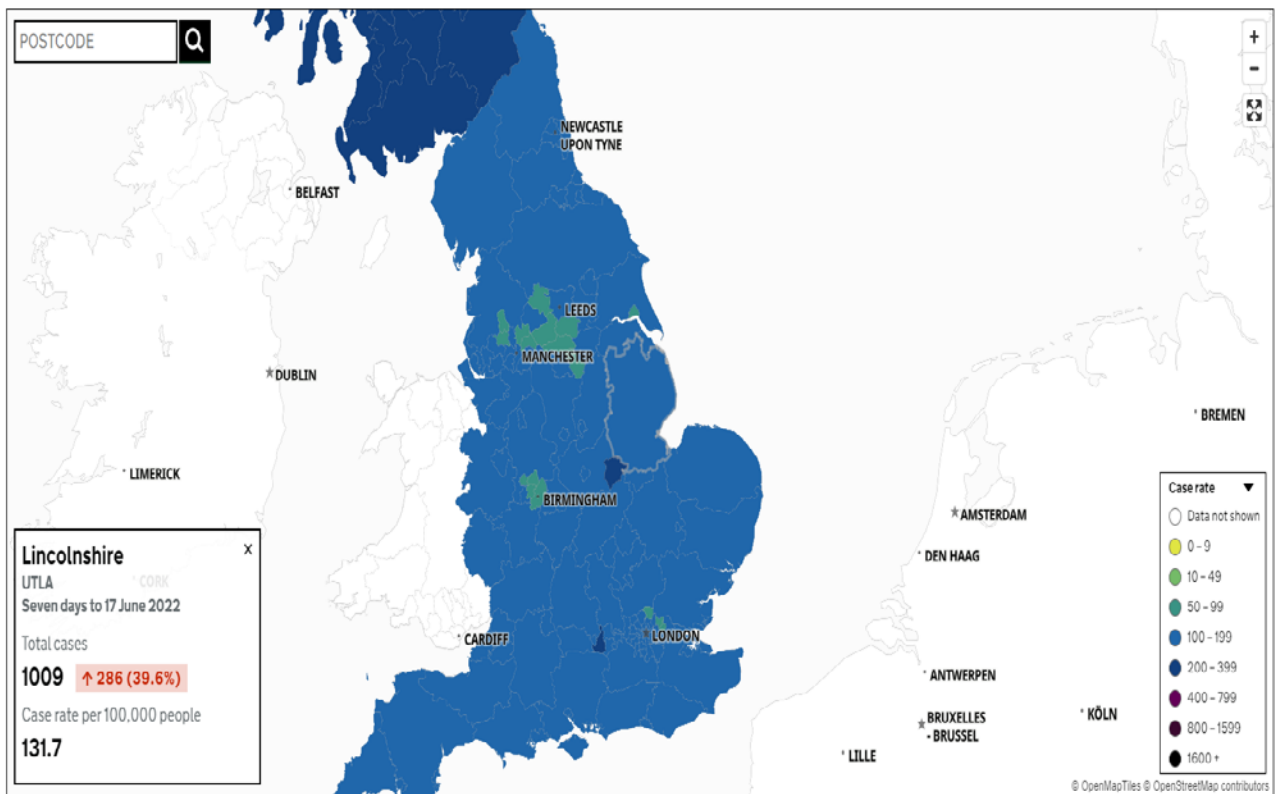 POSTCODE
+
−
NEWCASTLE
UPON TYNE
BELFAST
LEEDS
MANCHESTER
DUBLIN
BREMEN
LIMERICK
BIRMINGHAM
AMSTERDAM
DEN HAAG
CORK
CARDIFF
LONDON
ANTWERPEN
BRUXELLES
BRUSSEL
KÖLN
LILLE
Lincolnshire
X
UTLA
Seven days to 17 June 2022
Total cases
1009 ↑ 286 (39.6%)
Case rate per 100,000 people
131.7
Case rate ▼
Data not shown
0 – 9
10 – 49
50 – 99
100 – 199
200 – 399
400 – 799
800 – 1599
1600 +
© OpenMapTiles © OpenStreetMap contributors